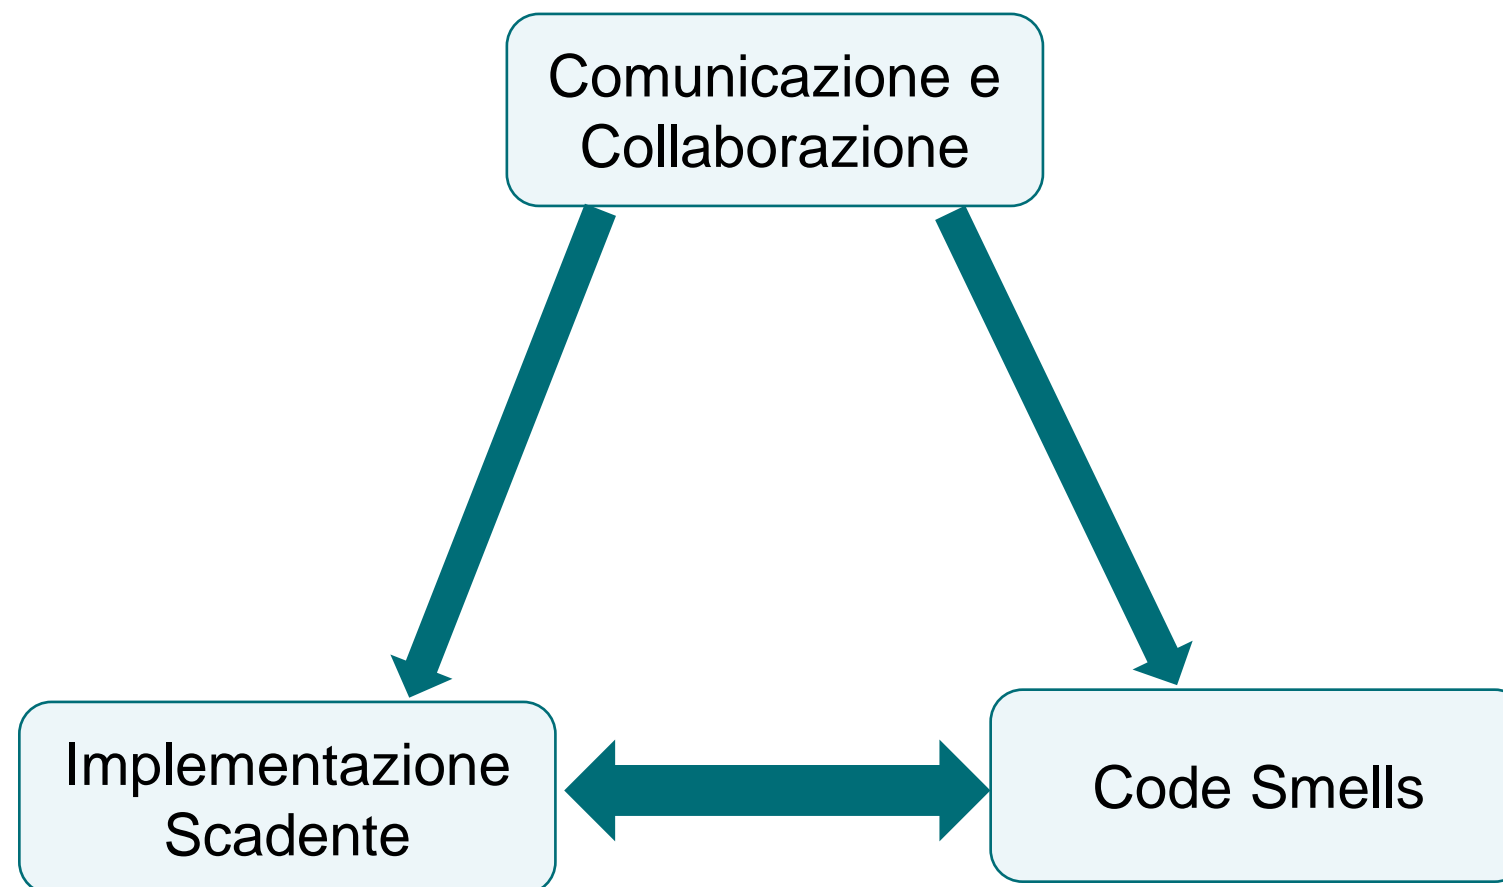 Comunicazione e
Collaborazione
Implementazione
Scadente
Code Smells